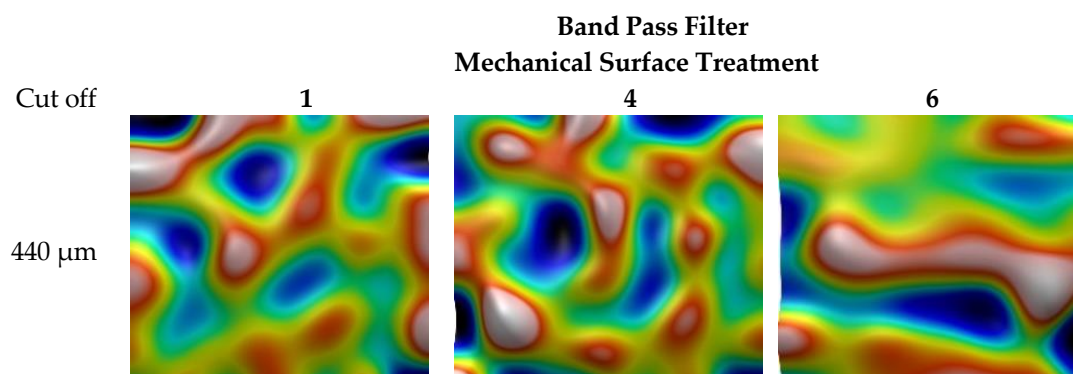 Band Pass Filter
Mechanical Surface Treatment
Cut off 1 4 6
440 μm